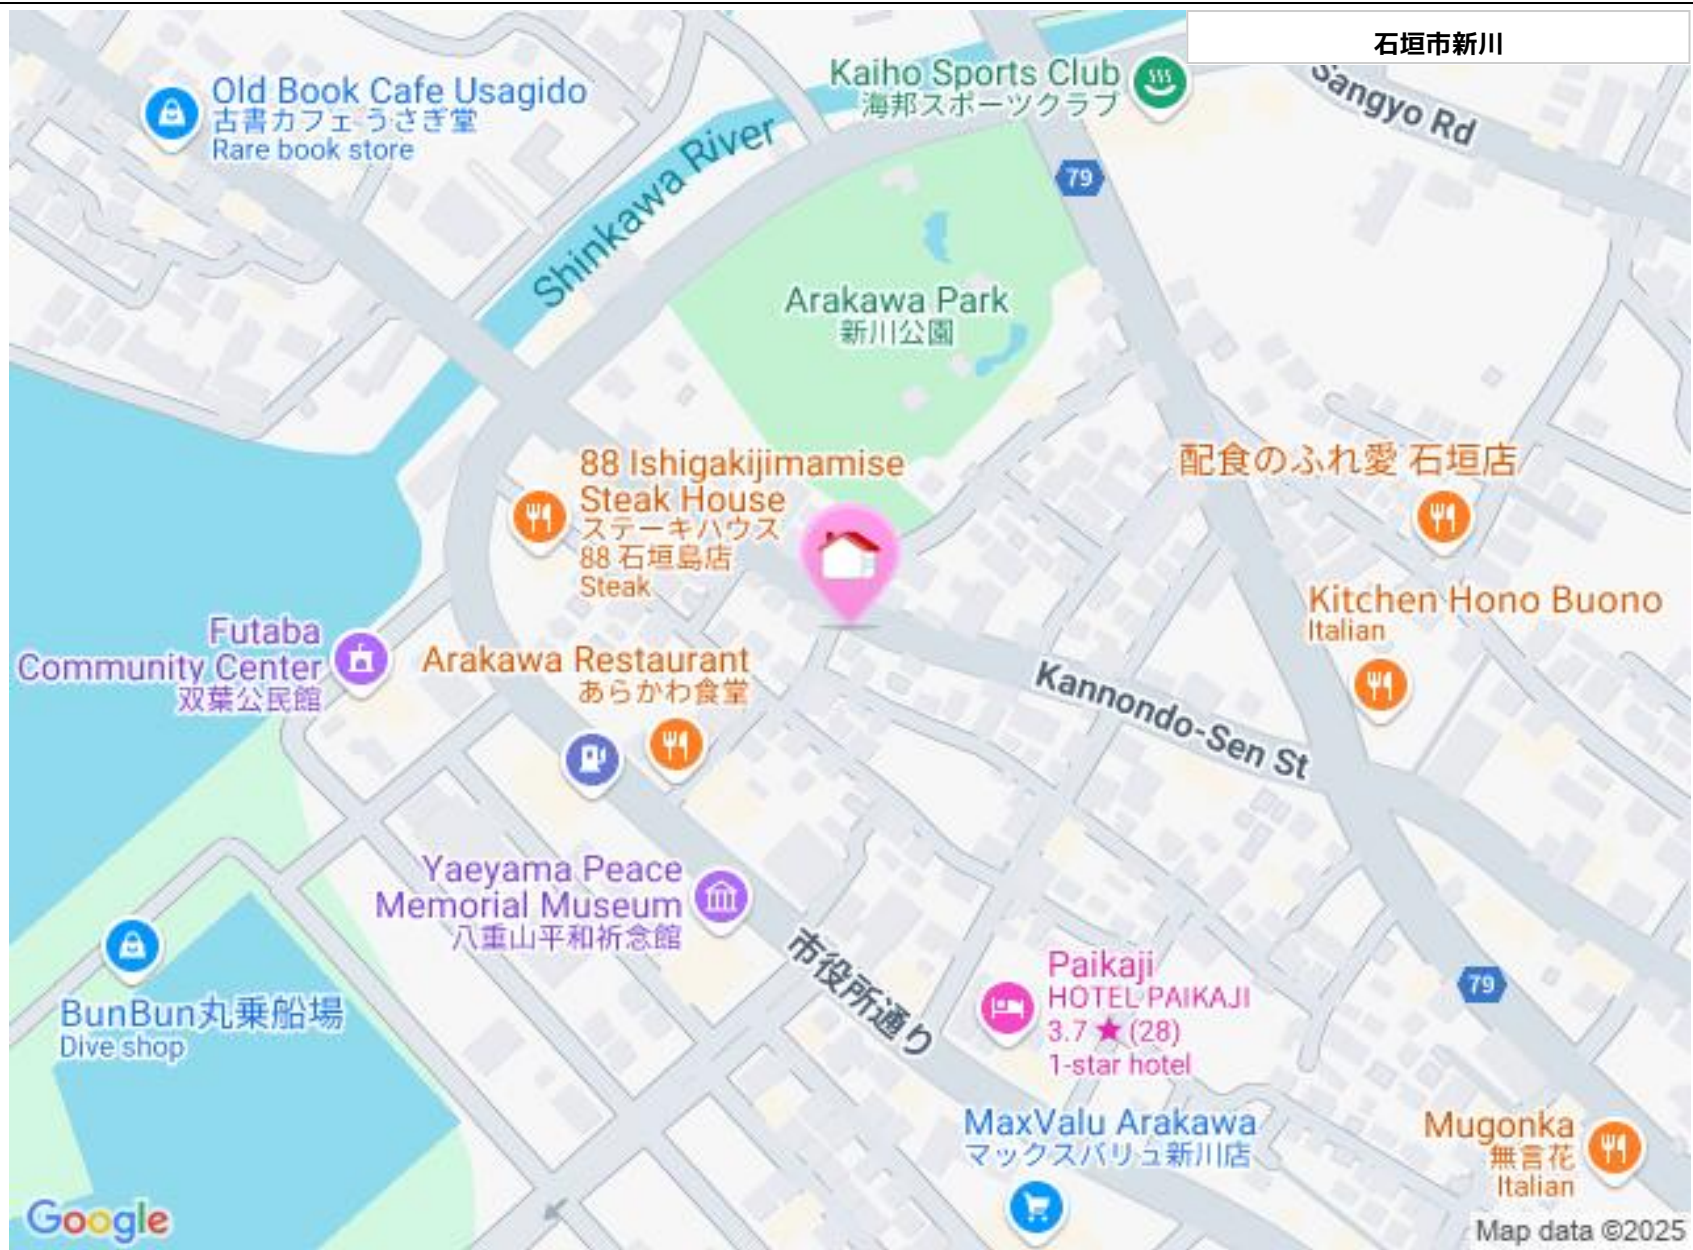 石垣市新川
Old Book Cafe Usagido
古書カフェうさぎ堂
Rare book store
Kaiho Sports Club
海邦スポーツクラブ
Sangyo Rd
79
Shinkawa River
Arakawa Park
新川公園
88 Ishigakijimamise
Steak House
ステーキハウス
88 石垣島店
Steak
配食のふれ愛 石垣店
Kitchen Hono Buono
Italian
Futaba
Community Center
双葉公民館
Arakawa Restaurant
あらかわ食堂
Kannondo-Sen St
Yaeyama Peace
Memorial Museum
八重山平和祈念館
市役所通り
BunBun丸乗船場
Dive shop
Paikaji
HOTEL PAIKAJI
3.7 ★ (28)
1-star hotel
79
MaxValu Arakawa
マックスバリュ新川店
Mugonka
無言花
Italian
Google
Map data ©2025